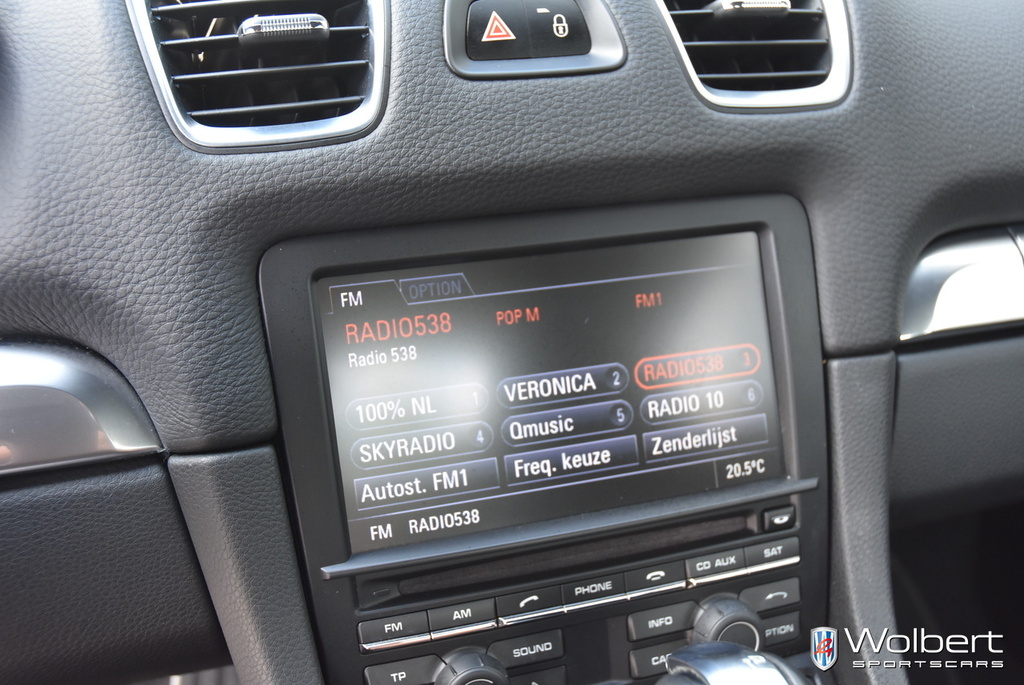 FM OPTION
RADIO538 POP M FM1
Radio 538
100% NL 1 VERONICA 2 RADIO538 3
SKYRADIO 4 Qmusic 5 RADIO 10 6
Autost. FM1 Freq. keuze Zenderlijst
20.5°C
FM RADIO538
FM AM PHONE CD AUX SAT
SOUND INFO
TP
Wolbert
SPORTSCARS